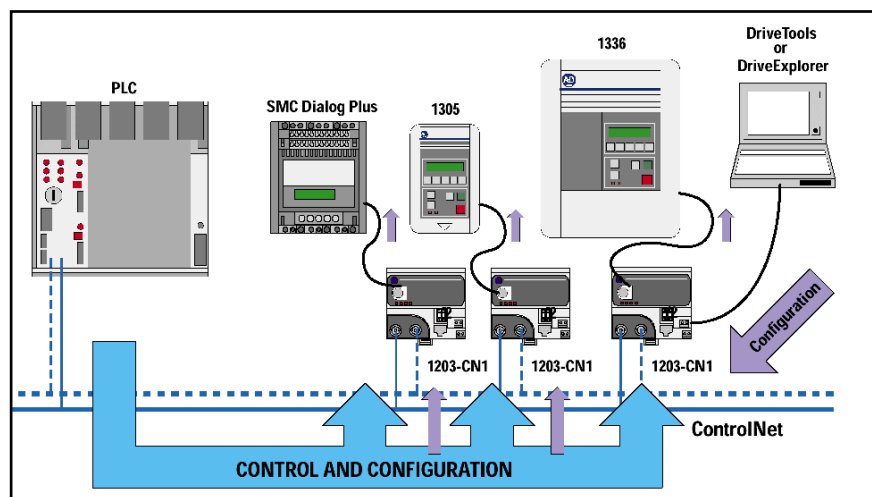 DriveTools
or
DriveExplorer
1336
PLC
SMC Dialog Plus
1305
Configuration
1203-CN1
1203-CN1
1203-CN1
ControlNet
CONTROL AND CONFIGURATION